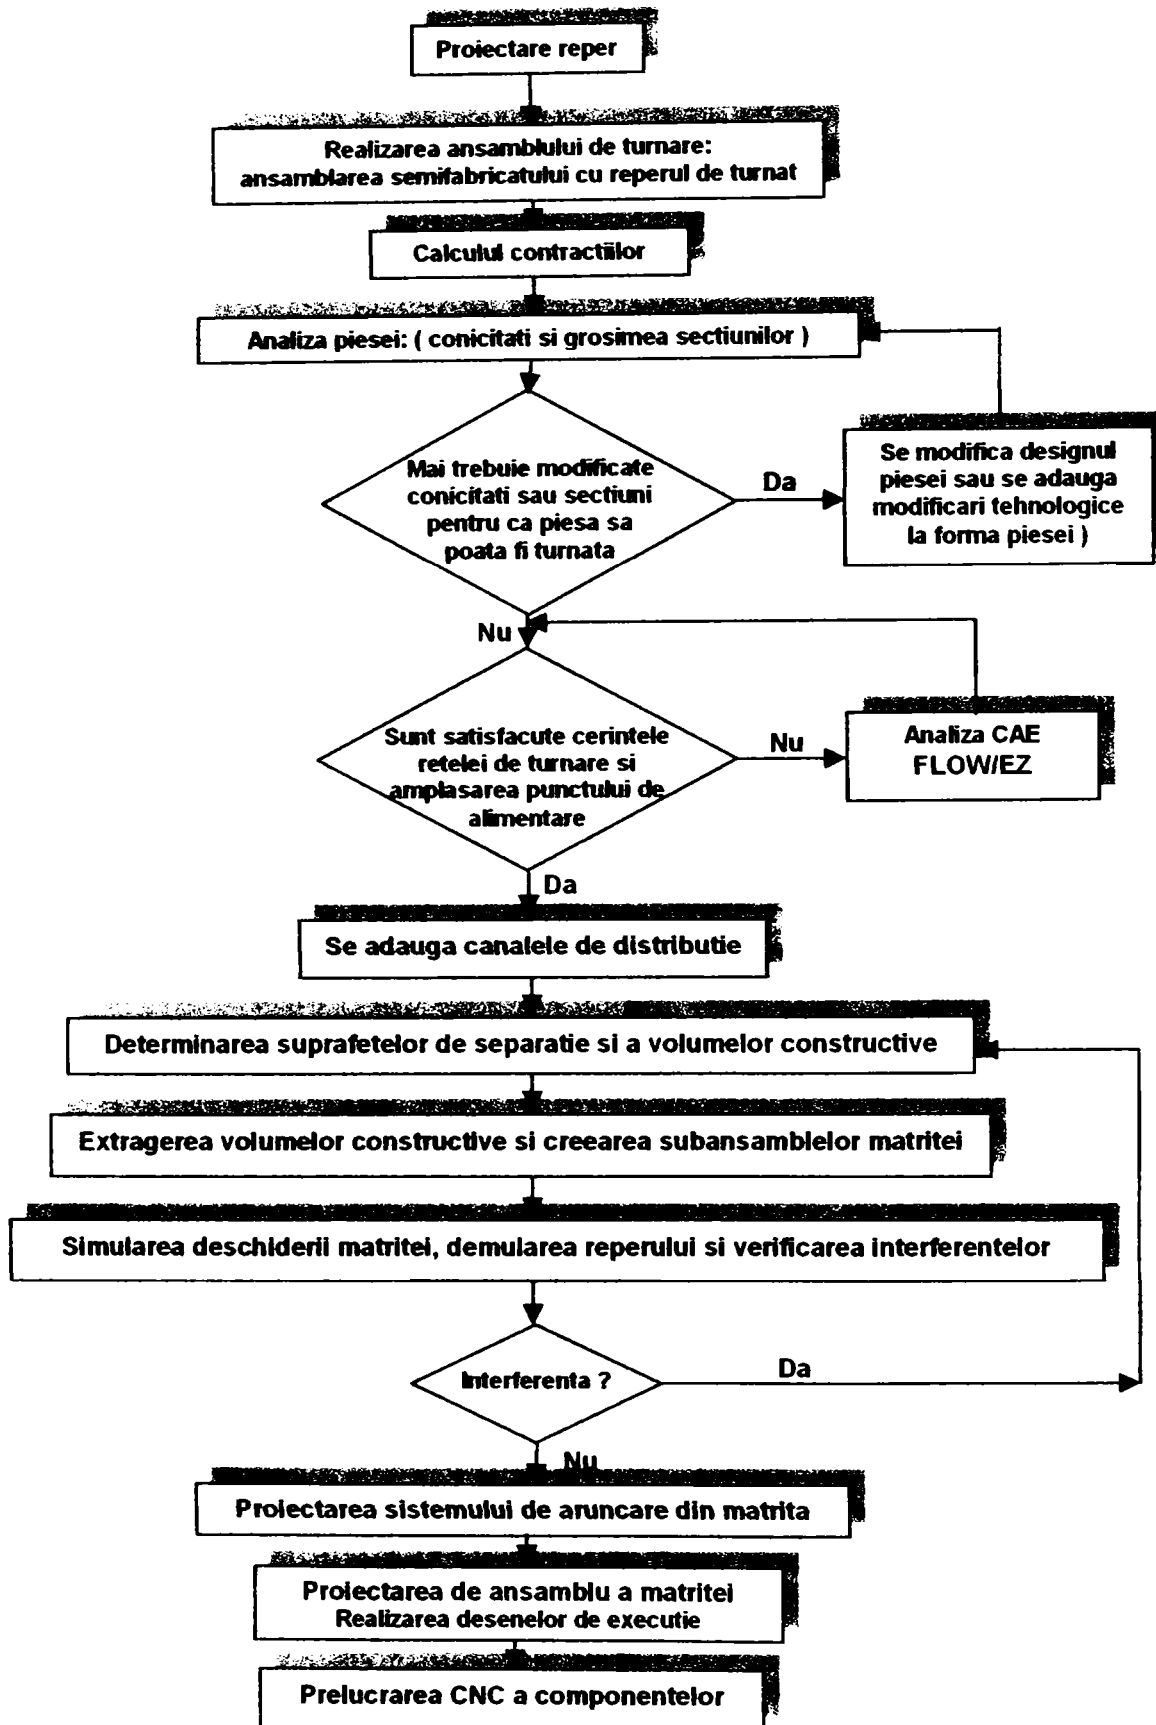 Proiectare reper
Realizarea ansamblului de turnare:
ansamblarea semifabricatului cu reperul de turnat
Calculul contractiilor
Analiza piesei: ( conicitati si grosimea sectiunilor )
Mai trebuie modificate
conicitati sau sectiuni
pentru ca piesa sa
poata fi turnata
Da
Se modifica designul
piesei sau se adauga
modificari tehnologice
la forma piesei )
Nu
Sunt satisfacute cerintele
retelei de turnare si
amplasarea punctului de
alimentare
Nu
Analiza CAE
FLOW/EZ
Da
Se adauga canalele de distributie
Determinarea suprafetelor de separatie si a volumelor constructive
Extragerea volumelor constructive si creearea subansamblelor matritei
Simularea deschiderii matritei, demularea reperului si verificarea interferentelor
Interferenta ?
Da
Nu
Proiectarea sistemului de aruncare din matrita
Proiectarea de ansamblu a matritei
Realizarea desenelor de executie
Prelucrarea CNC a componentelor